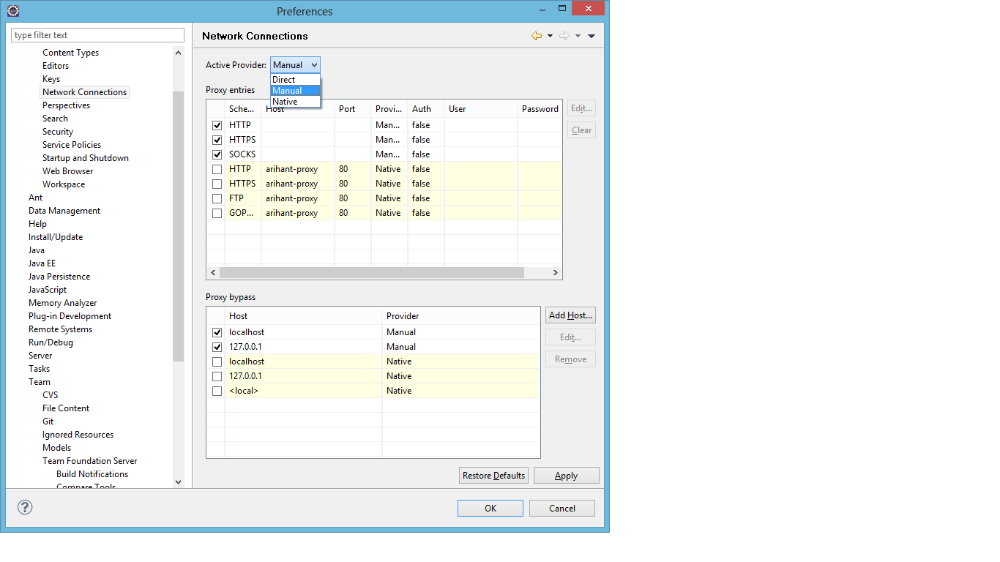 Preferences
type filter text
Content Types
Editors
Keys
Network Connections
Perspectives
Search
Security
Service Policies
Startup and Shutdown
Web Browser
Workspace
Ant
Data Management
Help
Install/Update
Java
Java EE
Java Persistence
JavaScript
Memory Analyzer
Plug-in Development
Remote Systems
Run/Debug
Server
Tasks
Team
CVS
File Content
Git
Ignored Resources
Models
Team Foundation Server
Build Notifications
Compare Tools
Network Connections
Active Provider: Manual
Direct
Manual
Native
Proxy entries
Sche... Host Port Provi... Auth User Password
HTTP Man... false
HTTPS Man... false
SOCKS Man... false
HTTP arihant-proxy 80 Native false
HTTPS arihant-proxy 80 Native false
FTP arihant-proxy 80 Native false
GOP... arihant-proxy 80 Native false
Edit...
Clear
Proxy bypass
Host Provider
localhost Manual
127.0.0.1 Manual
localhost Native
127.0.0.1 Native
<local> Native
Add Host...
Edit...
Remove
Restore Defaults Apply
? OK Cancel